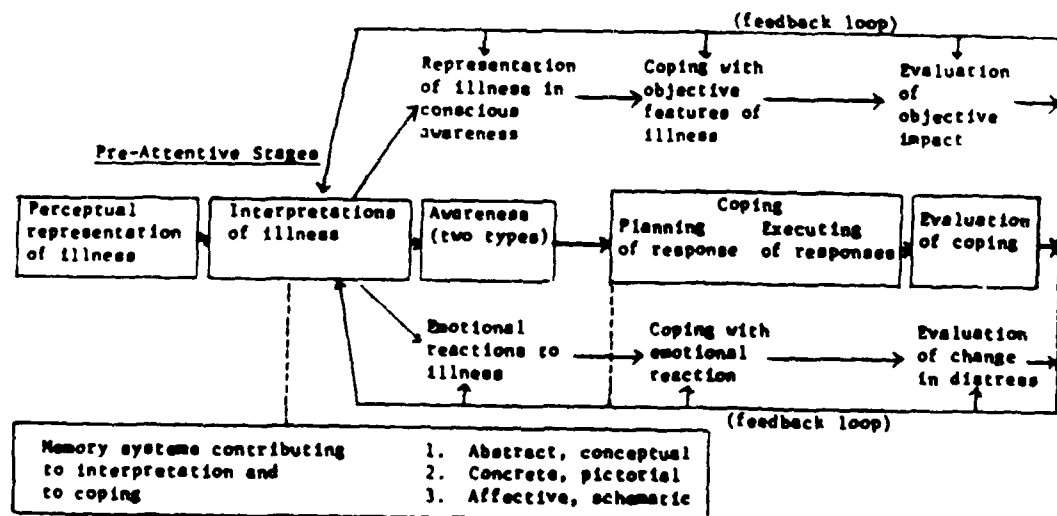 (feedback loop)
Representation
of illness in
conscious
awareness
Coping with
objective
features of
illness
Evaluation
of
objective
impact
Pre-Attentive Stages
Perceptual
representation
of illness
Interpretations
of illness
Awareness
(two types)
Coping
Planning
of response
Executing
of responses
Evaluation
of coping
Emotional
reactions to
illness
Coping with
emotional
reaction
Evaluation
of change
in distress
(feedback loop)
Memory systems contributing
to interpretation and
to coping
1. Abstract, conceptual
2. Concrete, pictorial
3. Affective, schematic